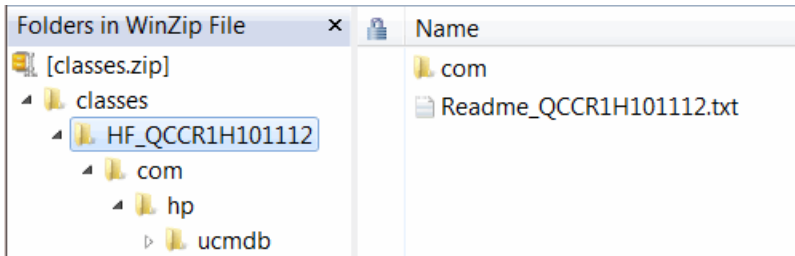 Folders in WinZip File
[classes.zip]
classes
HF_QCCR1H101112
com
hp
ucmdb
Name
com
Readme_QCCR1H101112.txt